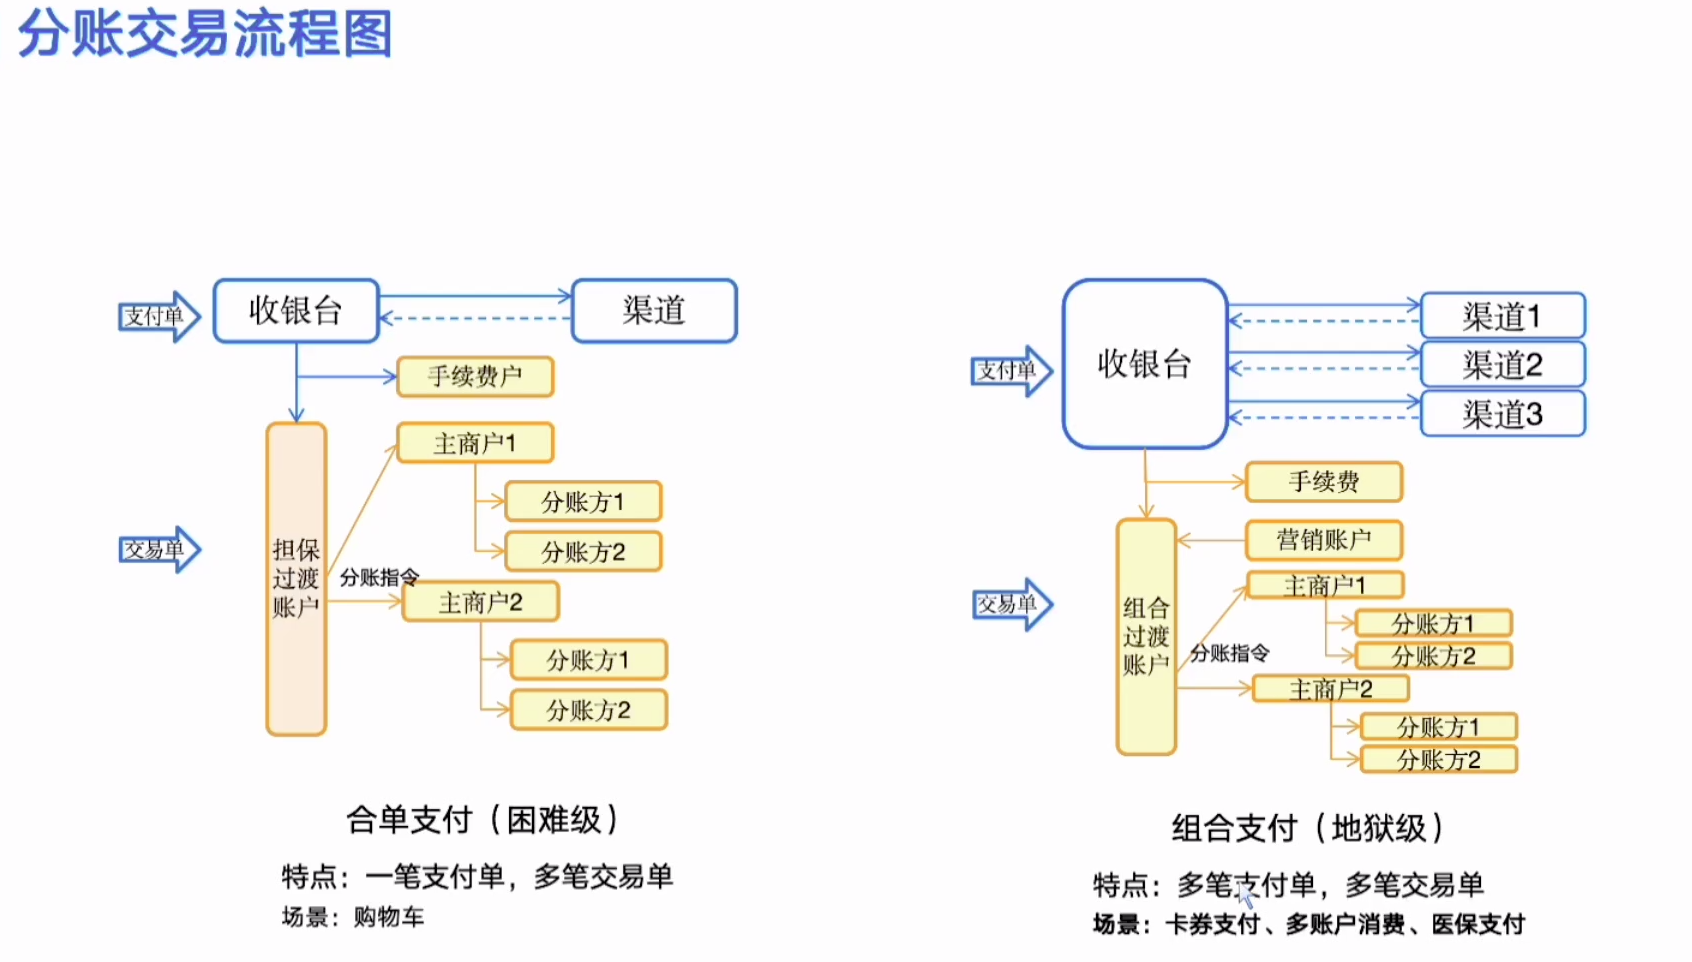 分账交易流程图
支付单
收银台
渠道
手续费户
主商户1
分账方1
分账方2
交易单
担保
过渡
账户
分账指令
主商户2
分账方1
分账方2
合单支付（困难级）
特点：一笔支付单，多笔交易单
场景：购物车
支付单
收银台
渠道1
渠道2
渠道3
手续费
营销账户
主商户1
分账方1
分账方2
交易单
组合
过渡
账户
分账指令
主商户2
分账方1
分账方2
组合支付（地狱级）
特点：多笔支付单，多笔交易单
场景：卡券支付、多账户消费、医保支付